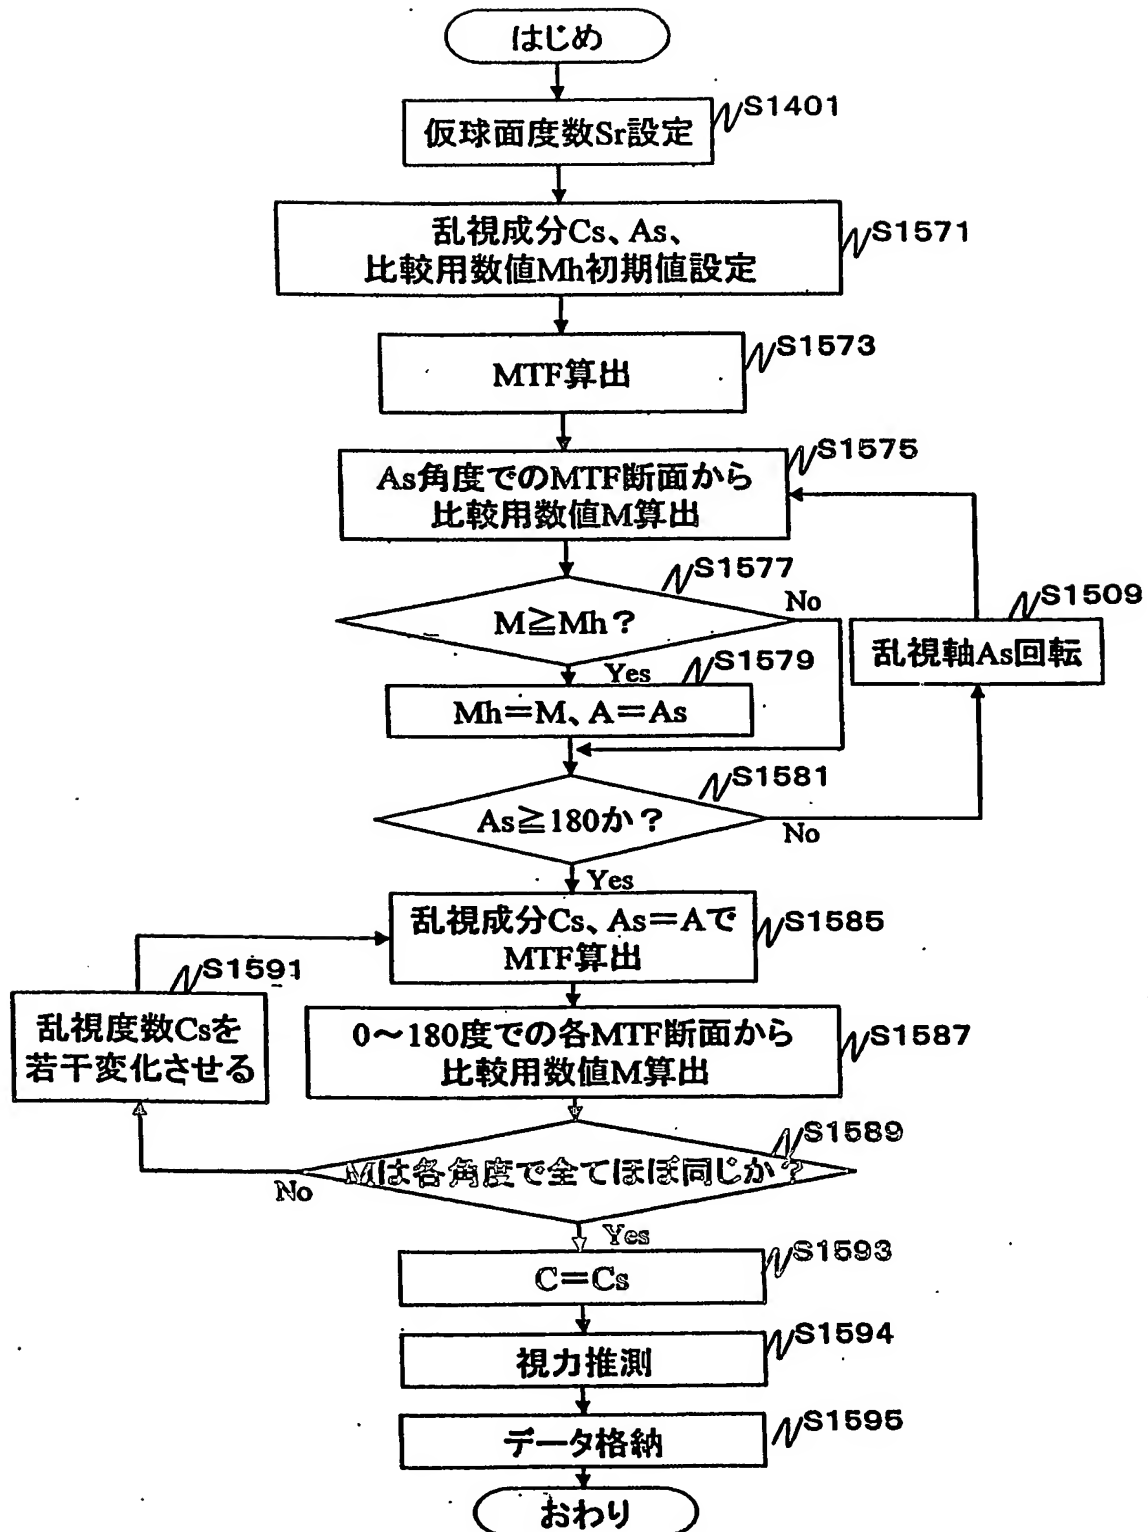 はじめ
S1401
仮球面度数Sr設定
S1571
乱視成分Cs、As、
比較用数値Mh初期値設定
S1573
MTF算出
S1575
As角度でのMTF断面から
比較用数値M算出
S1577
M≧Mh？
No
S1509
乱視軸As回転
Yes
S1579
Mh＝M、A＝As
S1581
As≧180か？
No
Yes
乱視成分Cs、As＝Aで
MTF算出
S1585
S1591
乱視度数Csを
若干変化させる
0～180度での各MTF断面から
比較用数値M算出
S1587
S1589
Mは各角度で全てほぼ同じか？
No
Yes
S1593
C＝Cs
S1594
視力推測
S1595
データ格納
おわり